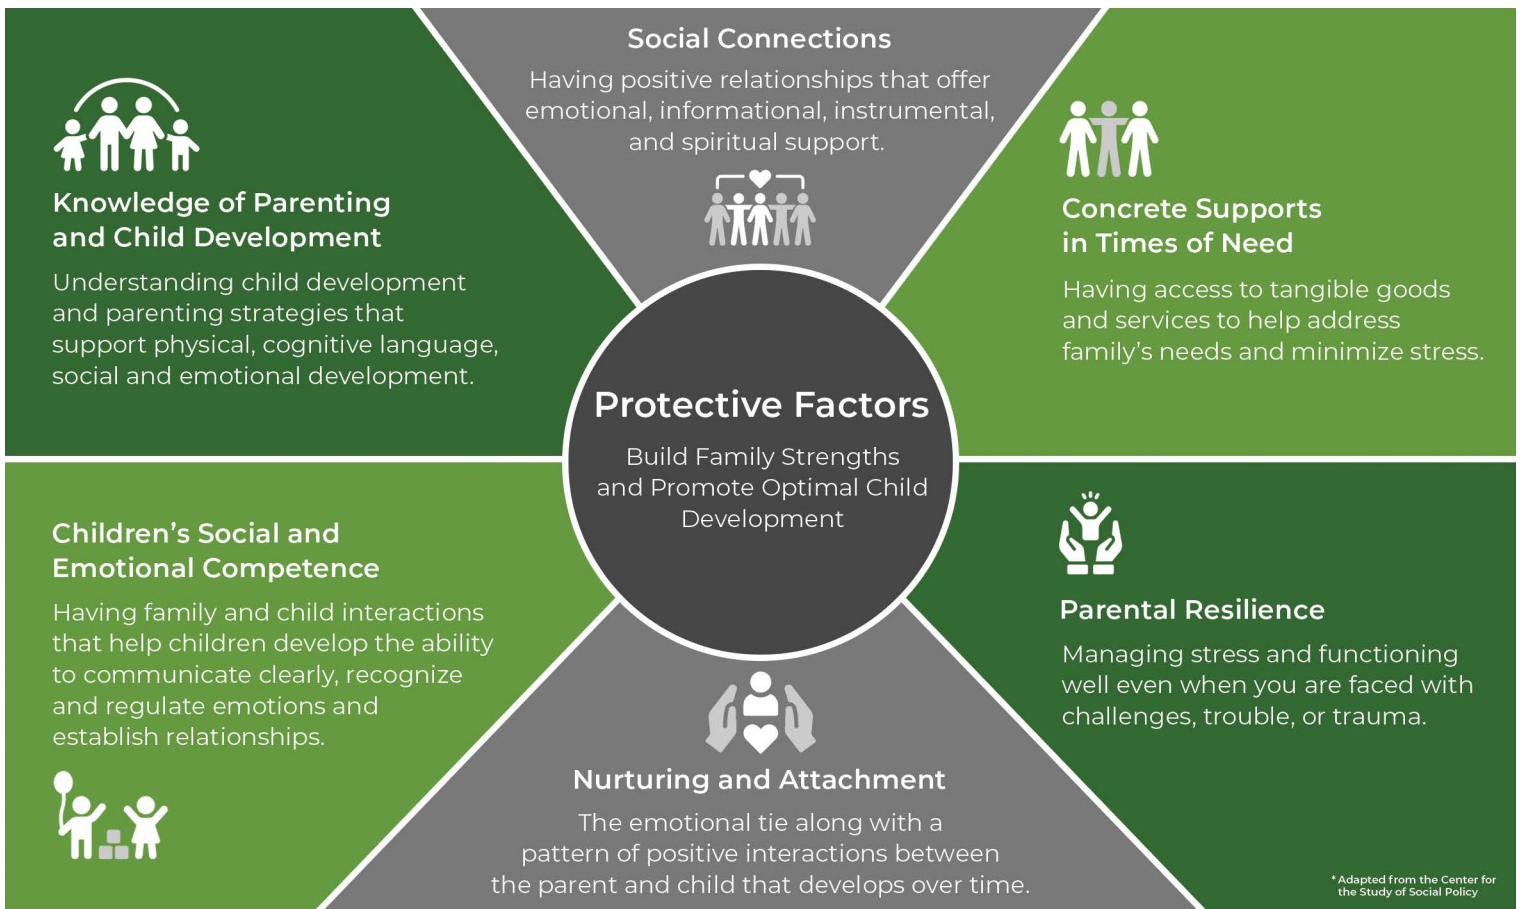 Social Connections
Having positive relationships that offer
emotional, informational, instrumental,
and spiritual support.
Knowledge of Parenting
and Child Development
Understanding child development
and parenting strategies that
support physical, cognitive language,
social and emotional development.
Concrete Supports
in Times of Need
Having access to tangible goods
and services to help address
family’s needs and minimize stress.
Protective Factors
Build Family Strengths
and Promote Optimal Child
Development
Children’s Social and
Emotional Competence
Having family and child interactions
that help children develop the ability
to communicate clearly, recognize
and regulate emotions and
establish relationships.
Parental Resilience
Managing stress and functioning
well even when you are faced with
challenges, trouble, or trauma.
Nurturing and Attachment
The emotional tie along with a
pattern of positive interactions between
the parent and child that develops over time.
* Adapted from the Center for
the Study of Social Policy